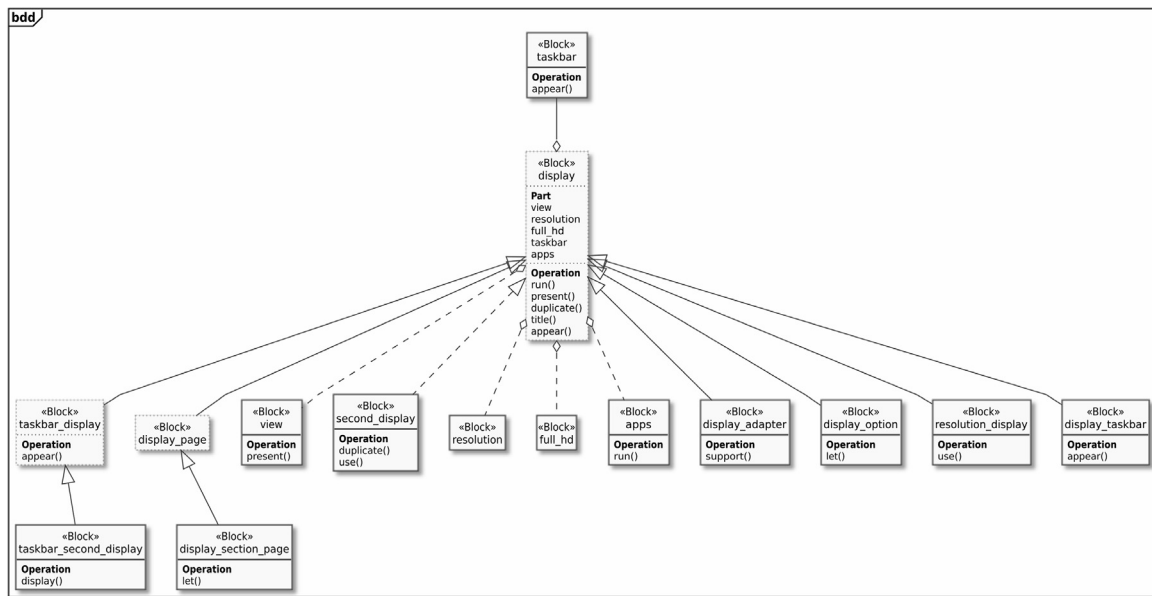 bdd
«Block»
taskbar
Operation
appear()
«Block»
display
Part
view
resolution
full_hd
taskbar
apps
Operation
run()
present()
duplicate()
title()
appear()
«Block»
taskbar_display
Operation
appear()
«Block»
display_page
«Block»
view
Operation
present()
«Block»
second_display
Operation
duplicate()
use()
«Block»
resolution
«Block»
full_hd
«Block»
apps
Operation
run()
«Block»
display_adapter
Operation
support()
«Block»
display_option
Operation
let()
«Block»
resolution_display
Operation
use()
«Block»
display_taskbar
Operation
appear()
«Block»
taskbar_second_display
Operation
display()
«Block»
display_section_page
Operation
let()